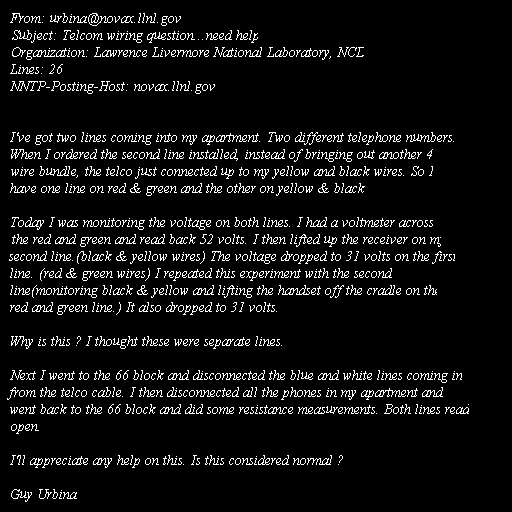 From: urbina@novax.llnl.gov
Subject: Telcom wiring question...need help
Organization: Lawrence Livermore National Laboratory, NCD
Lines: 26
NNTP-Posting-Host: novax.llnl.gov
I've got two lines coming into my apartment. Two different telephone numbers.
When I ordered the second line installed, instead of bringing out another 4
wire bundle, the telco just connected up to my yellow and black wires. So I
have one line on red & green and the other on yellow & black
Today I was monitoring the voltage on both lines. I had a voltmeter across
the red and green and read back 52 volts. I then lifted up the receiver on my
second line.(black & yellow wires) The voltage dropped to 31 volts on the first
line. (red & green wires) I repeated this experiment with the second
line(monitoring black & yellow and lifting the handset off the cradle on the
red and green line.) It also dropped to 31 volts.
Why is this ? I thought these were separate lines.
Next I went to the 66 block and disconnected the blue and white lines coming in
from the telco cable. I then disconnected all the phones in my apartment and
went back to the 66 block and did some resistance measurements. Both lines read
open.
I'll appreciate any help on this. Is this considered normal ?
Guy Urbina